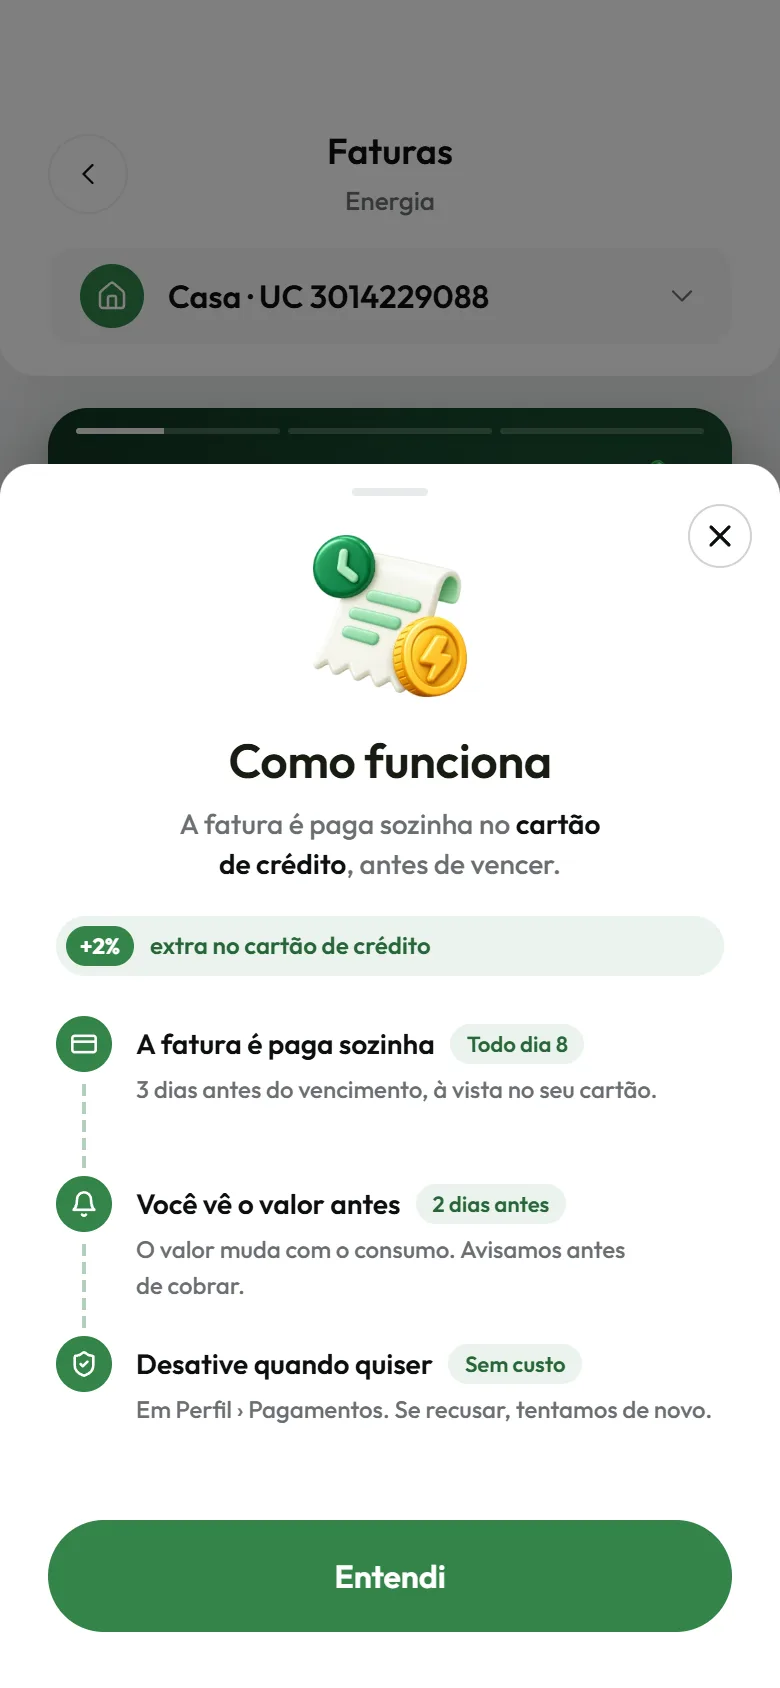 Faturas
Energia
Casa · UC 3014229088
Como funciona
A fatura é paga sozinha no cartão
de crédito, antes de vencer.
+2% extra no cartão de crédito
A fatura é paga sozinha Todo dia 8
3 dias antes do vencimento, à vista no seu cartão.
Você vê o valor antes 2 dias antes
O valor muda com o consumo. Avisamos antes
de cobrar.
Desative quando quiser Sem custo
Em Perfil › Pagamentos. Se recusar, tentamos de novo.
Entendi